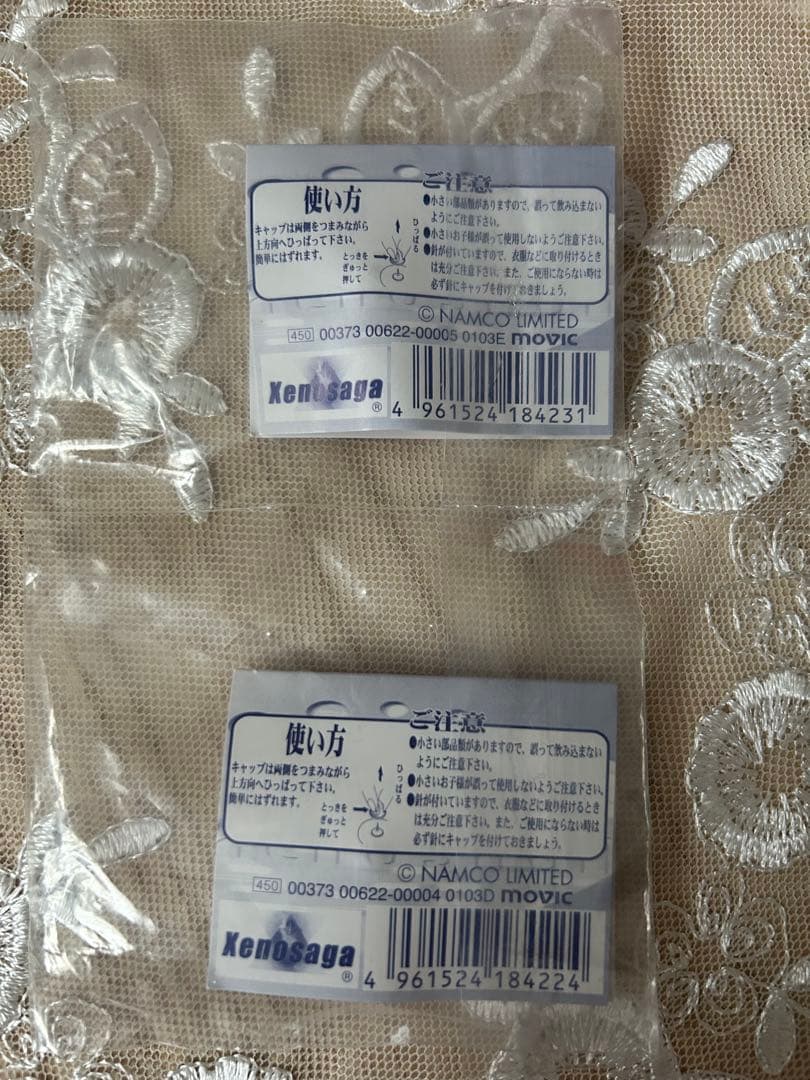 使い方
キャップは両側をつまみながら
上方向へひっぱって下さい。
簡単にはずれます。
とっきを
ぎゅっと
押して
ひっぱる
ご注意
●小さい部品類がありますので、誤って飲み込まない
ようにご注意下さい。
●小さいお子様が誤って使用しないようご注意下さい。
●針が付いていますので、衣服などに取り付けるとき
は充分ご注意下さい。また、ご使用にならない時は
必ず針にキャップを付けておきましょう。
© NAMCO LIMITED
450 00373 00622-00005 0103E movic
Xenosaga®
4 961524 184231
使い方
キャップは両側をつまみながら
上方向へひっぱって下さい。
簡単にはずれます。
とっきを
ぎゅっと
押して
ひっぱる
ご注意
●小さい部品類がありますので、誤って飲み込まない
ようにご注意下さい。
●小さいお子様が誤って使用しないようご注意下さい。
●針が付いていますので、衣服などに取り付けるとき
は充分ご注意下さい。また、ご使用にならない時は
必ず針にキャップを付けておきましょう。
© NAMCO LIMITED
450 00373 00622-00004 0103D movic
Xenosaga®
4 961524 184224